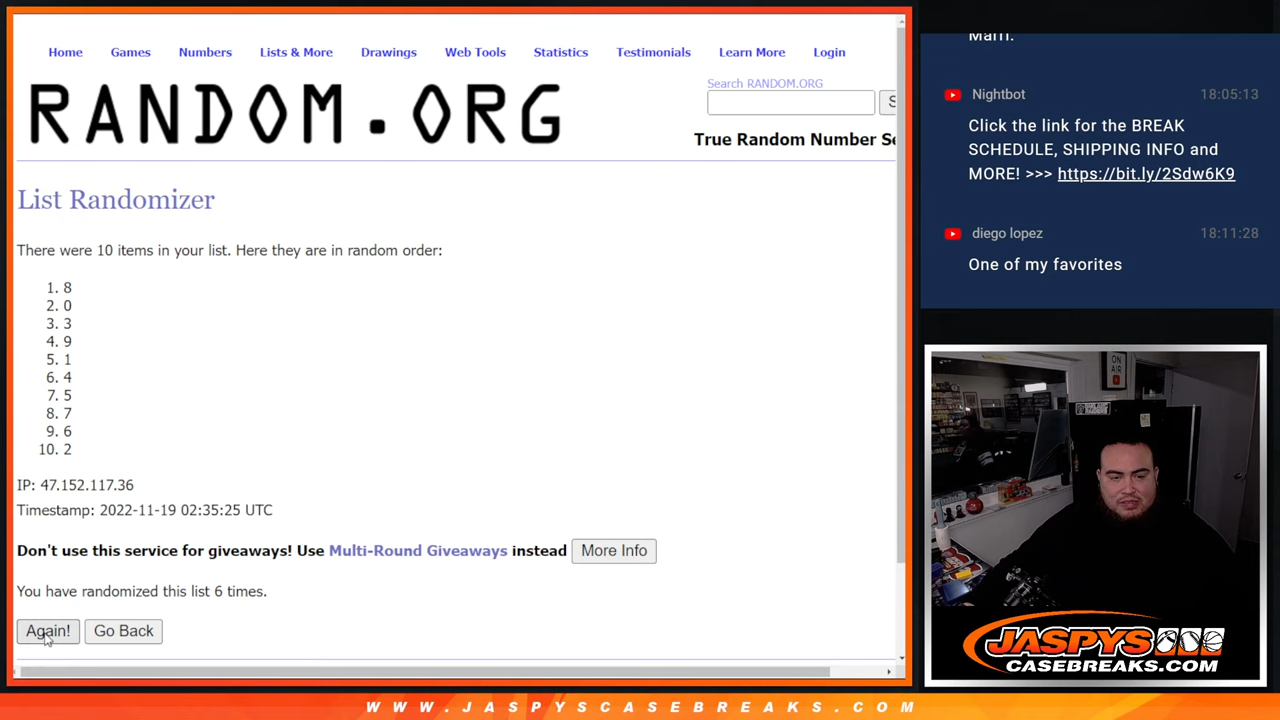 Home Games Numbers Lists & More Drawings Web Tools Statistics Testimonials Learn More Login
RANDOM.ORG
Search RANDOM.ORG
True Random Number Se
List Randomizer
There were 10 items in your list. Here they are in random order:
1. 8
2. 0
3. 3
4. 9
5. 1
6. 4
7. 5
8. 7
9. 6
10. 2
IP: 47.152.117.36
Timestamp: 2022-11-19 02:35:25 UTC
Don't use this service for giveaways! Use Multi-Round Giveaways instead More Info
You have randomized this list 6 times.
Again! Go Back
Nightbot 18:05:13
Click the link for the BREAK
SCHEDULE, SHIPPING INFO and
MORE! >>> https://bit.ly/2Sdw6K9
diego lopez 18:11:28
One of my favorites
ON
AIR
JASPYS
CASEBREAKS.COM
WWW.JASPYSCASEBREAKS.COM